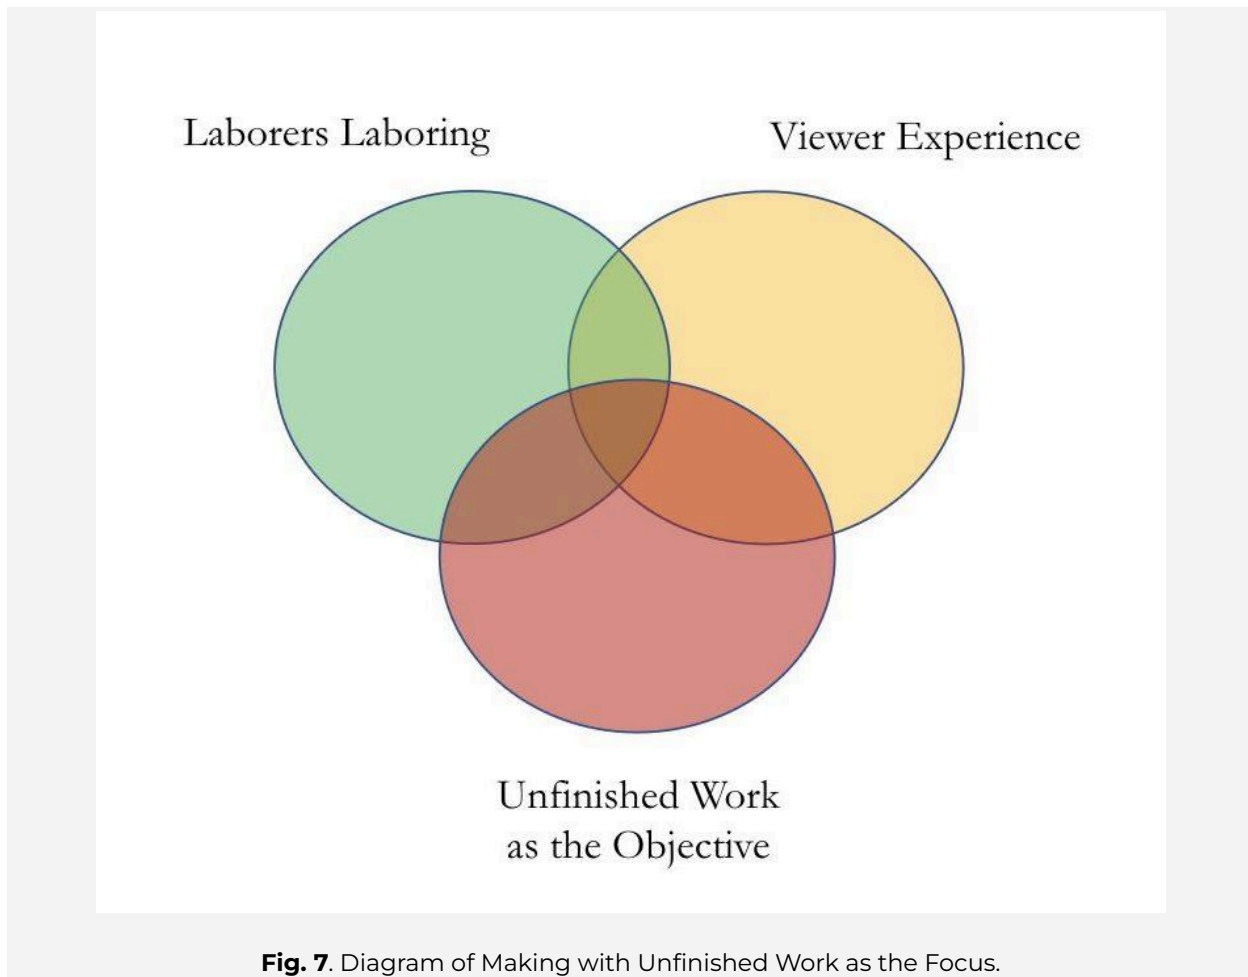 Laborers Laboring
Viewer Experience
Unfinished Work
as the Objective
Fig. 7. Diagram of Making with Unfinished Work as the Focus.